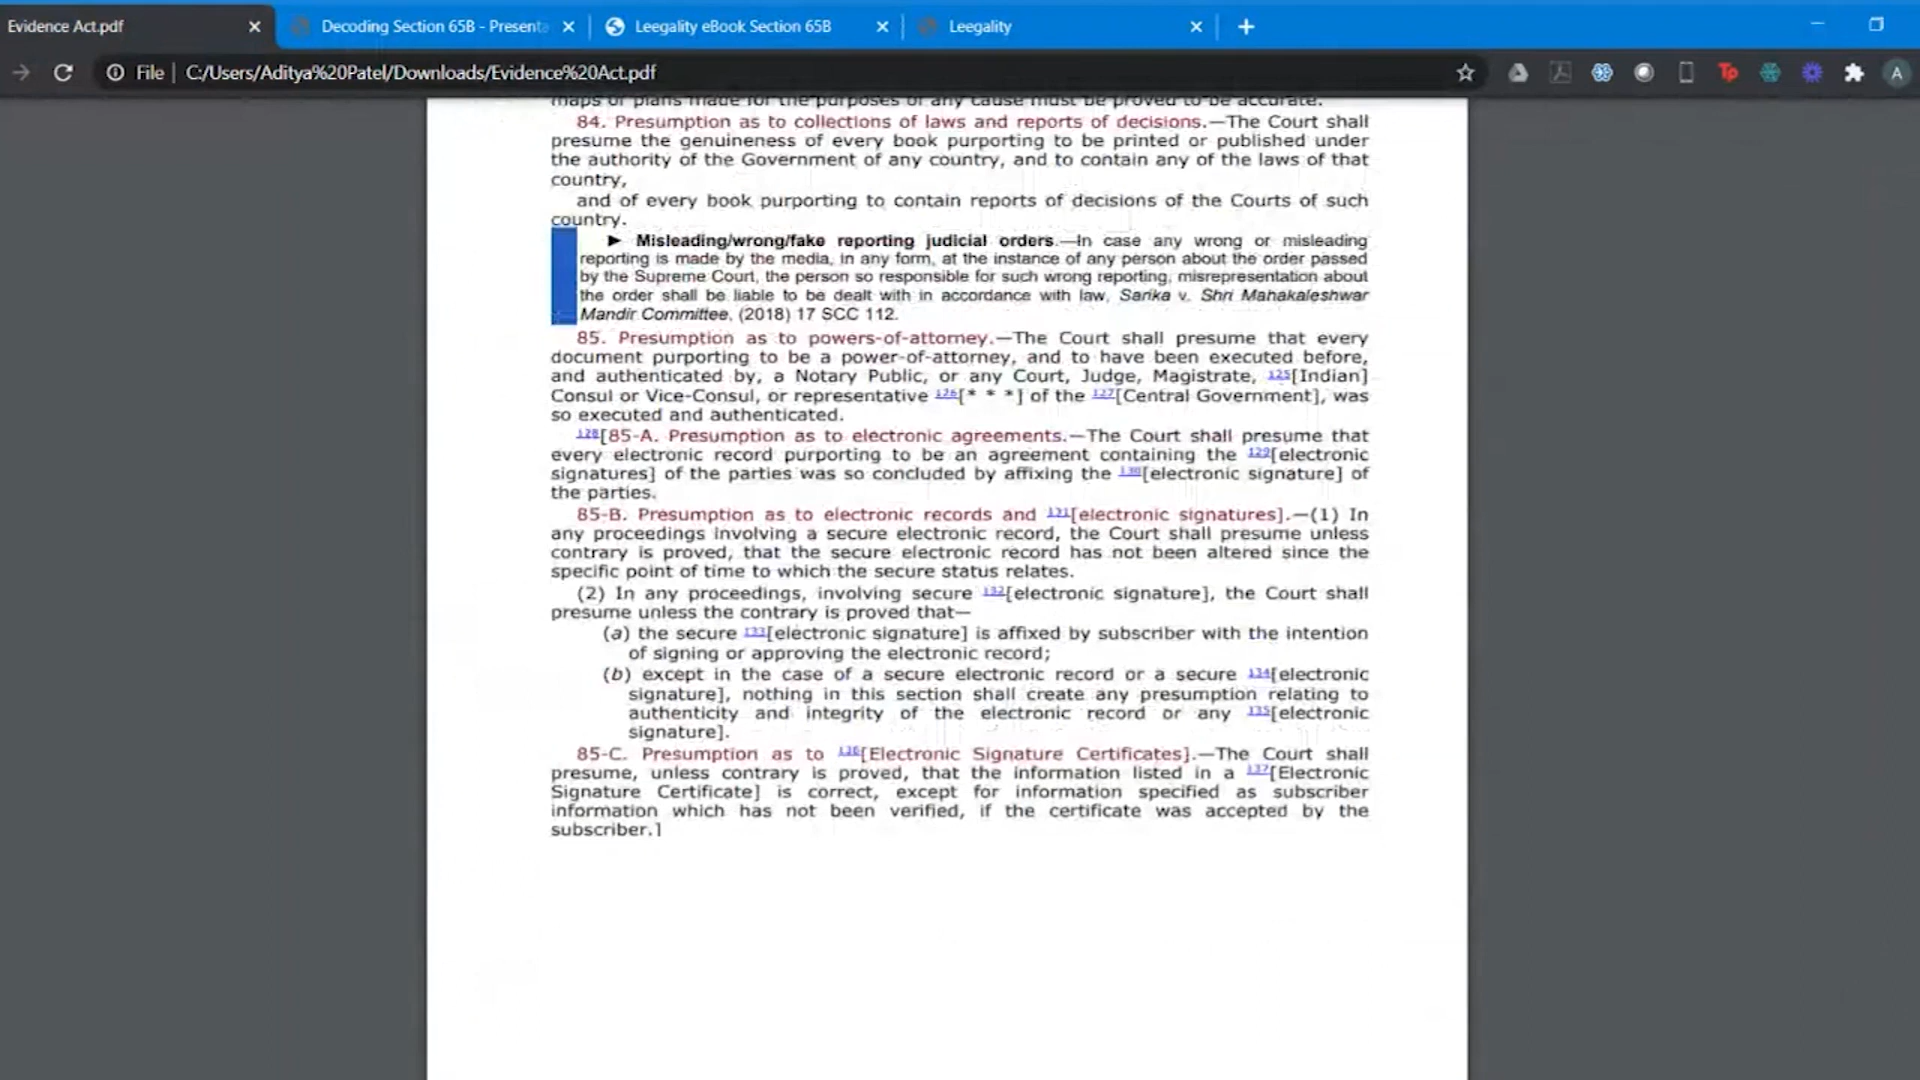 Evidence Act.pdf
Decoding Section 65B - Present
Leegality eBook Section 65B
Leegality
File | C:/Users/Aditya%20Patel/Downloads/Evidence%20Act.pdf
A
maps or plans made for the purposes of any cause must be proved to be accurate.
84. Presumption as to collections of laws and reports of decisions.—The Court shall
presume the genuineness of every book purporting to be printed or published under
the authority of the Government of any country, and to contain any of the laws of that
country,
and of every book purporting to contain reports of decisions of the Courts of such
country.
► Misleading/wrong/fake reporting judicial orders.—In case any wrong or misleading
reporting is made by the media, in any form, at the instance of any person about the order passed
by the Supreme Court, the person so responsible for such wrong reporting, misrepresentation about
the order shall be liable to be dealt with in accordance with law, Sarika v. Shri Mahakaleshwar
Mandir Committee, (2018) 17 SCC 112.
85. Presumption as to powers-of-attorney.—The Court shall presume that every
document purporting to be a power-of-attorney, and to have been executed before,
and authenticated by, a Notary Public, or any Court, Judge, Magistrate, 125[Indian]
Consul or Vice-Consul, or representative 126[* * *] of the 127[Central Government], was
so executed and authenticated.
128[85-A. Presumption as to electronic agreements.—The Court shall presume that
every electronic record purporting to be an agreement containing the 129[electronic
signatures] of the parties was so concluded by affixing the 130[electronic signature] of
the parties.
85-B. Presumption as to electronic records and 131[electronic signatures].—(1) In
any proceedings involving a secure electronic record, the Court shall presume unless
contrary is proved, that the secure electronic record has not been altered since the
specific point of time to which the secure status relates.
(2) In any proceedings, involving secure 132[electronic signature], the Court shall
presume unless the contrary is proved that—
(a) the secure 133[electronic signature] is affixed by subscriber with the intention
of signing or approving the electronic record;
(b) except in the case of a secure electronic record or a secure 134[electronic
signature], nothing in this section shall create any presumption relating to
authenticity and integrity of the electronic record or any 135[electronic
signature].
85-C. Presumption as to 136[Electronic Signature Certificates].—The Court shall
presume, unless contrary is proved, that the information listed in a 137[Electronic
Signature Certificate] is correct, except for information specified as subscriber
information which has not been verified, if the certificate was accepted by the
subscriber.]